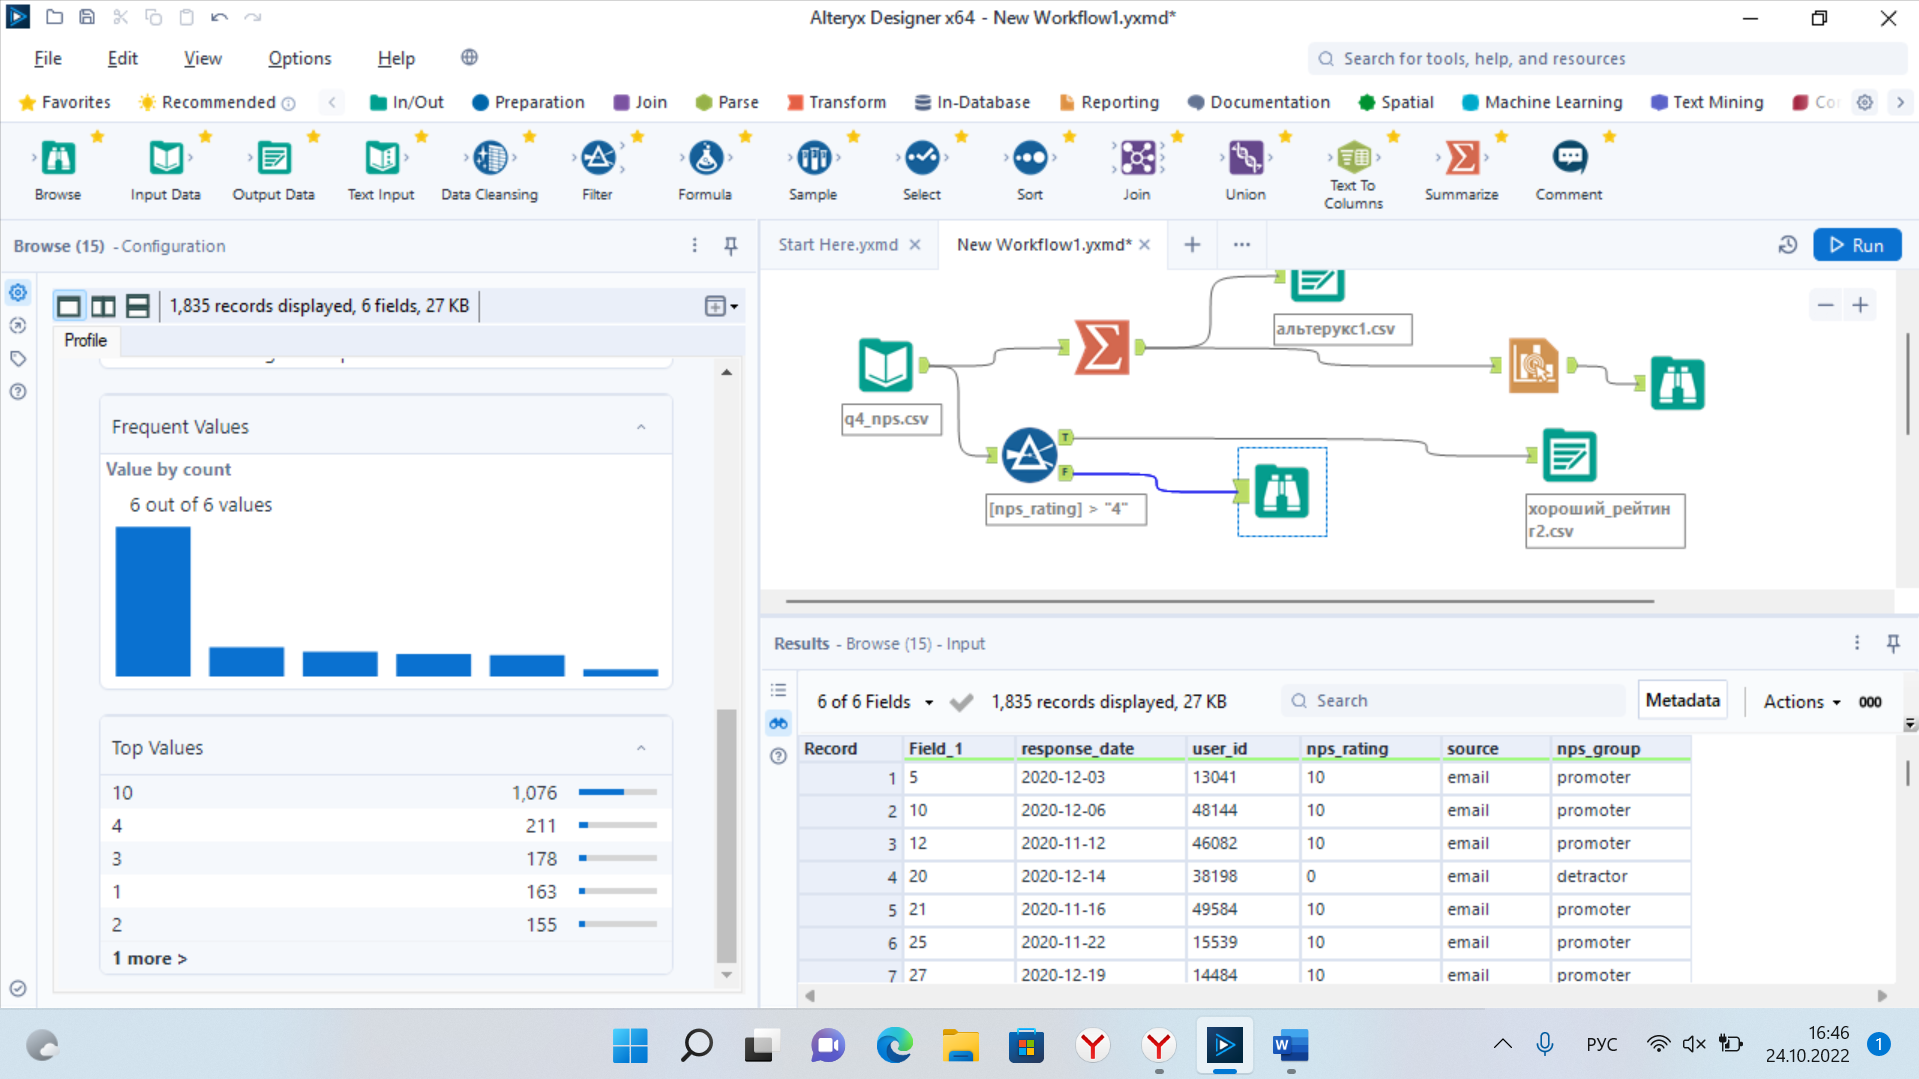 Alteryx Designer x64 - New Workflow1.yxmd*
File Edit View Options Help
Search for tools, help, and resources
Favorites Recommended In/Out Preparation Join Parse Transform In-Database Reporting Documentation Spatial Machine Learning Text Mining
Browse Input Data Output Data Text Input Data Cleansing Filter Formula Sample Select Sort Join Union Text To Columns Summarize Comment
Browse (15) - Configuration
Start Here.yxmd New Workflow1.yxmd* Run
1,835 records displayed, 6 fields, 27 KB
Profile
Frequent Values
Value by count
6 out of 6 values
Top Values
10 1,076
4 211
3 178
1 163
2 155
1 more >
альтерукс1.csv
q4_nps.csv
T
F
[nps_rating] > "4"
хороший_рейтин
г2.csv
Results - Browse (15) - Input
6 of 6 Fields 1,835 records displayed, 27 KB Search Metadata Actions 000
Record Field_1 response_date user_id nps_rating source nps_group
1 5 2020-12-03 13041 10 email promoter
2 10 2020-12-06 48144 10 email promoter
3 12 2020-11-12 46082 10 email promoter
4 20 2020-12-14 38198 0 email detractor
5 21 2020-11-16 49584 10 email promoter
6 25 2020-11-22 15539 10 email promoter
7 27 2020-12-19 14484 10 email promoter
РУС
16:46
24.10.2022
1